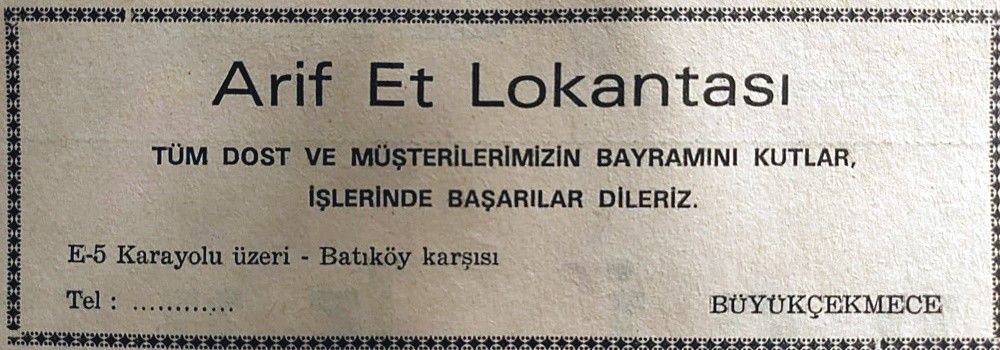 Arif Et Lokantası
TÜM DOST VE MÜŞTERİLERİMİZİN BAYRAMINI KUTLAR,
İŞLERİNDE BAŞARILAR DİLERİZ.
E-5 Karayolu üzeri - Batıköy karşısı
Tel : ............ BÜYÜKÇEKMECE